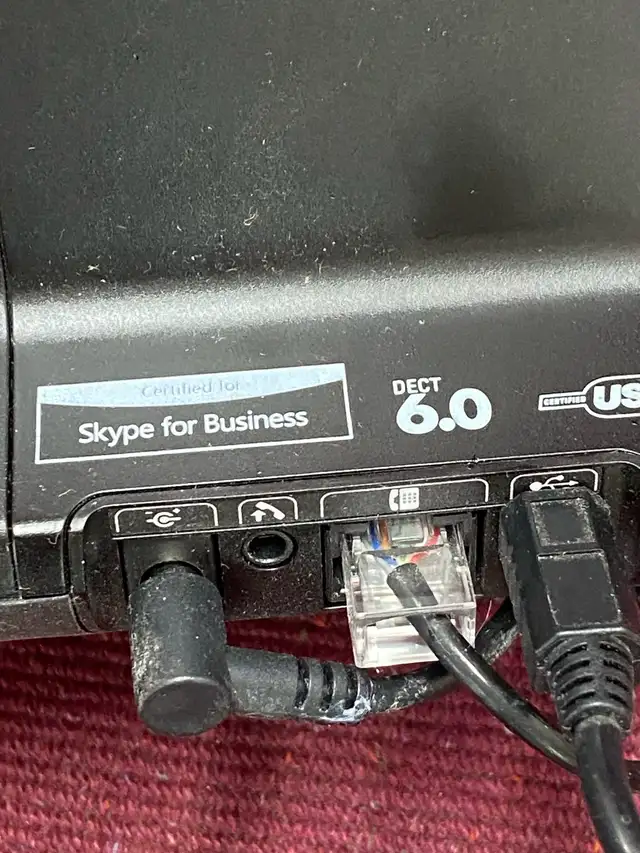 Certified for
Skype for Business
DECT
6.0
CERTIFIED